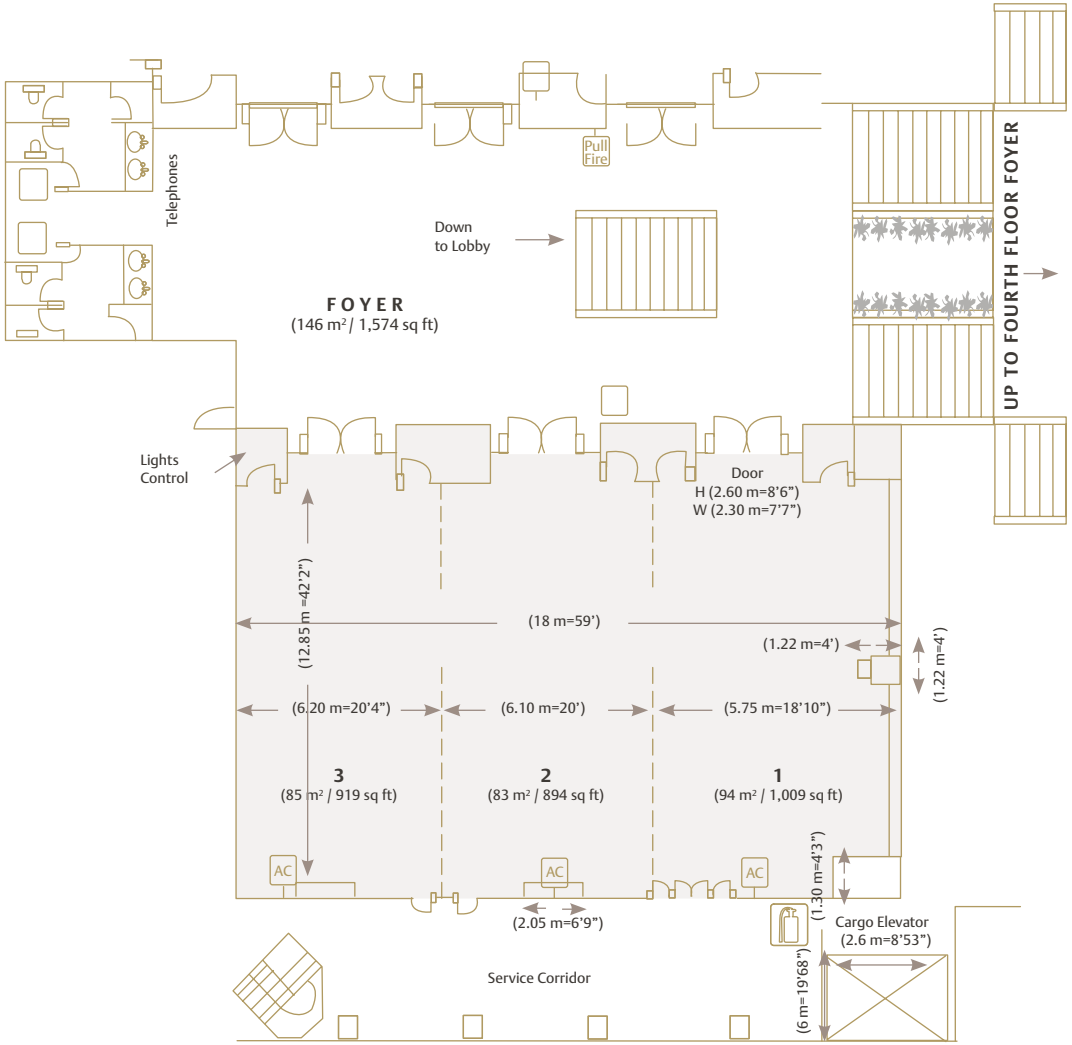 Pull
Fire
Telephones
Down
to Lobby
UP TO FOURTH FLOOR FOYER
FOYER
(146 m² / 1,574 sq ft)
Lights
Control
Door
H (2.60 m=8’6”)
W (2.30 m=7’7”)
(12.85 m =42’2”)
(18 m=59’)
(1.22 m=4’)
(1.22 m=4’)
(6.20 m=20’4”)
(6.10 m=20’)
(5.75 m=18’10”)
3
(85 m² / 919 sq ft)
2
(83 m² / 894 sq ft)
1
(94 m² / 1,009 sq ft)
AC
AC
AC
(1.30 m=4’3”)
(2.05 m=6’9”)
Cargo Elevator
(2.6 m=8’53”)
(6 m=19’68”)
Service Corridor